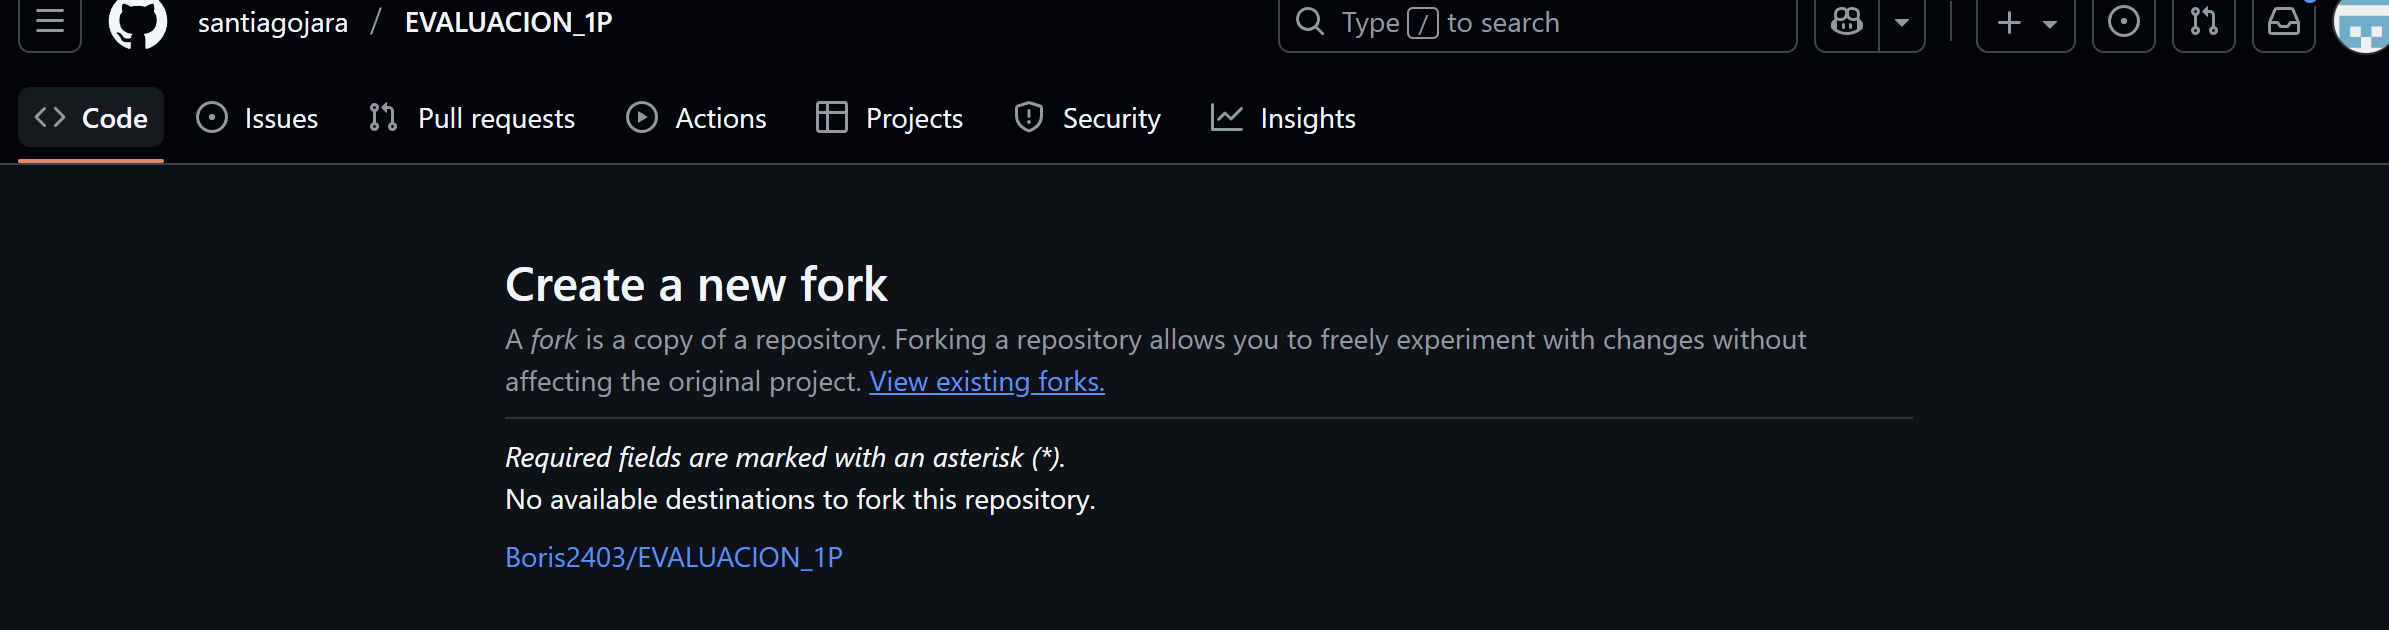 santiagojara / EVALUACION_1P
Type / to search
Code Issues Pull requests Actions Projects Security Insights
Create a new fork
A fork is a copy of a repository. Forking a repository allows you to freely experiment with changes without
affecting the original project. View existing forks.
Required fields are marked with an asterisk (*).
No available destinations to fork this repository.
Boris2403/EVALUACION_1P